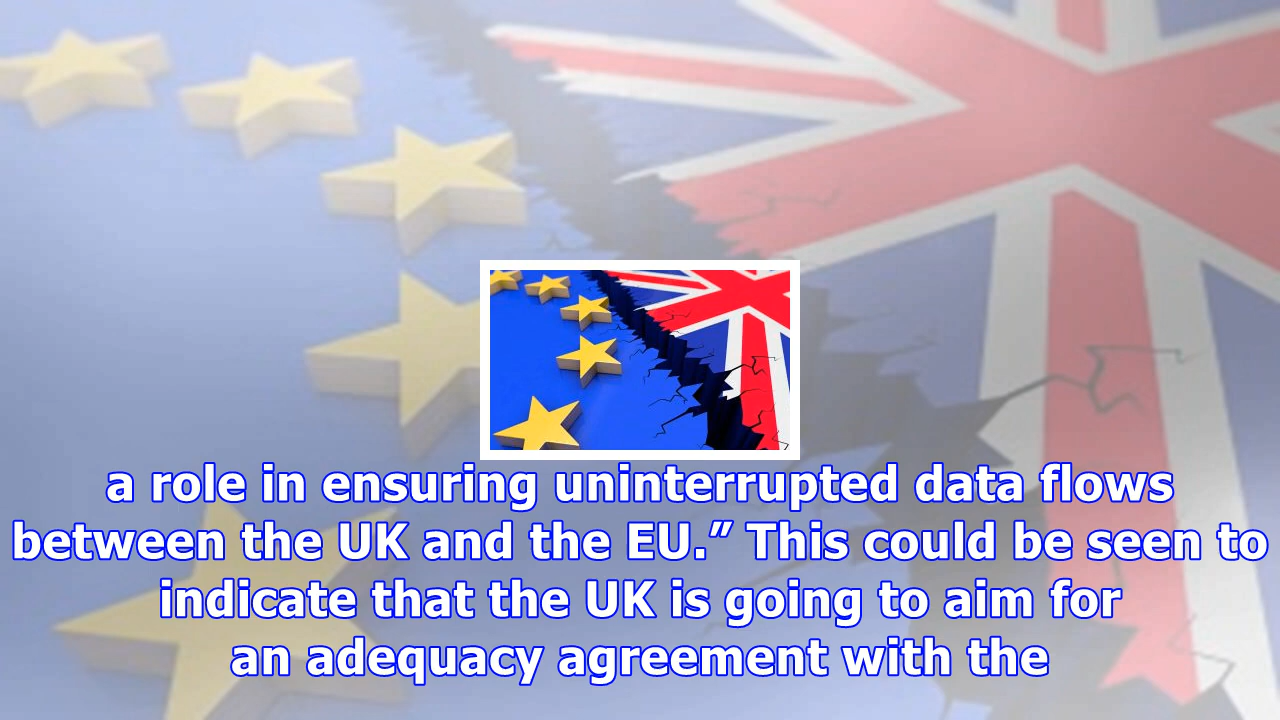 a role in ensuring uninterrupted data flows
between the UK and the EU.” This could be seen to
indicate that the UK is going to aim for
an adequacy agreement with the